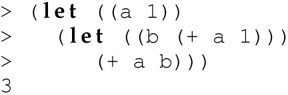 > (let ((a 1))
>   (let ((b (+ a 1)))
>     (+ a b)))
3